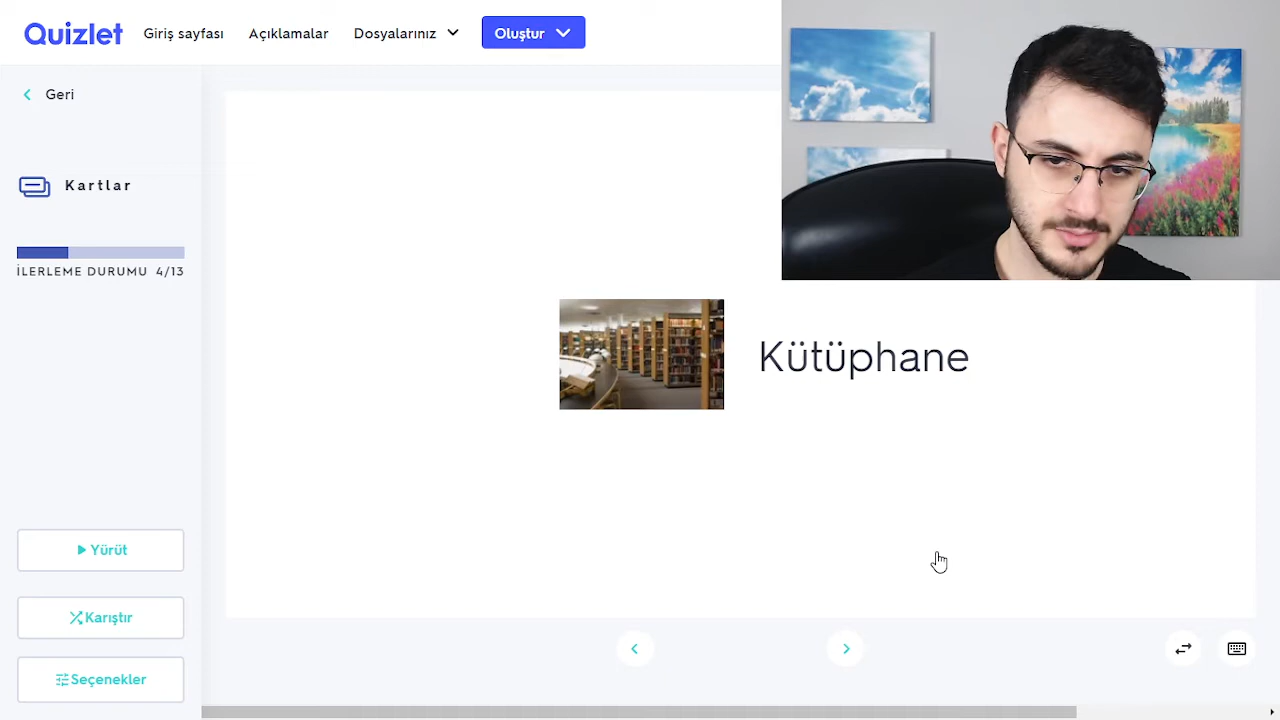 Quizlet
Giriş sayfası
Açıklamalar
Dosyalarınız
Oluştur
Geri
Kartlar
İLERLEME DURUMU 4/13
Kütüphane
Yürüt
Karıştır
Seçenekler